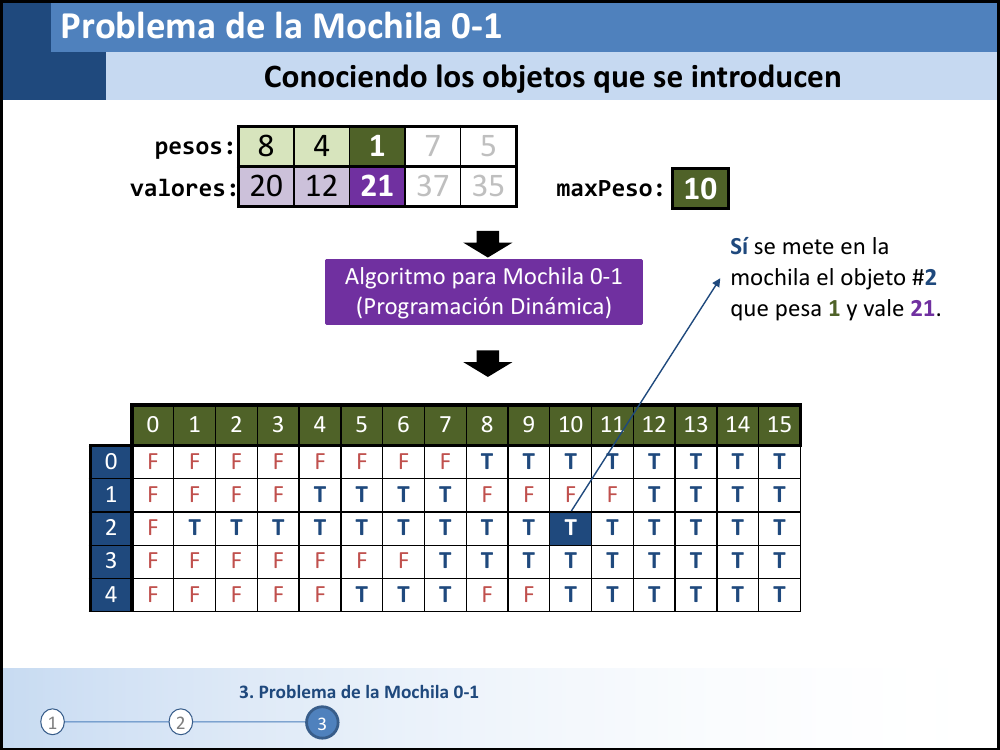 Problema de la Mochila 0-1
Conociendo los objetos que se introducen
pesos: 8 4 1 7 5
valores: 20 12 21 37 35
maxPeso: 10
Sí se mete en la
mochila el objeto #2
que pesa 1 y vale 21.
Algoritmo para Mochila 0-1
(Programación Dinámica)
0 1 2 3 4 5 6 7 8 9 10 11 12 13 14 15
0 F F F F F F F F T T T T T T T T
1 F F F F T T T T F F F F T T T T
2 F T T T T T T T T T T T T T T T
3 F F F F F F F T T T T T T T T T
4 F F F F F T T T F F T T T T T T
3. Problema de la Mochila 0-1
1 2 3